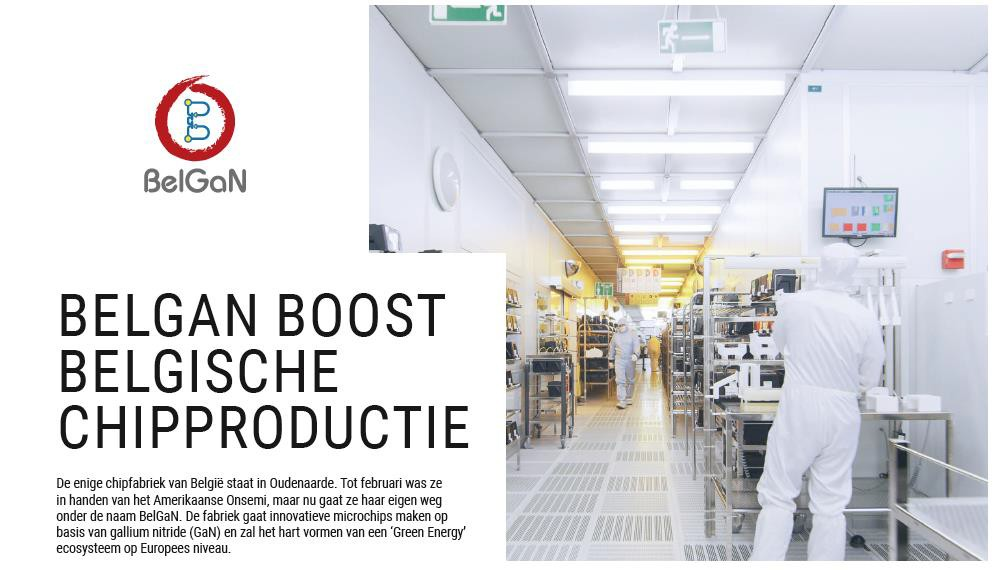 BelGaN
BELGAN BOOST
BELGISCHE
CHIPPRODUCTIE
De enige chipfabriek van België staat in Oudenaarde. Tot februari was ze
in handen van het Amerikaanse Onsemi, maar nu gaat ze haar eigen weg
onder de naam BelGaN. De fabriek gaat innovatieve microchips maken op
basis van gallium nitride (GaN) en zal het hart vormen van een ‘Green Energy’
ecosysteem op Europees niveau.